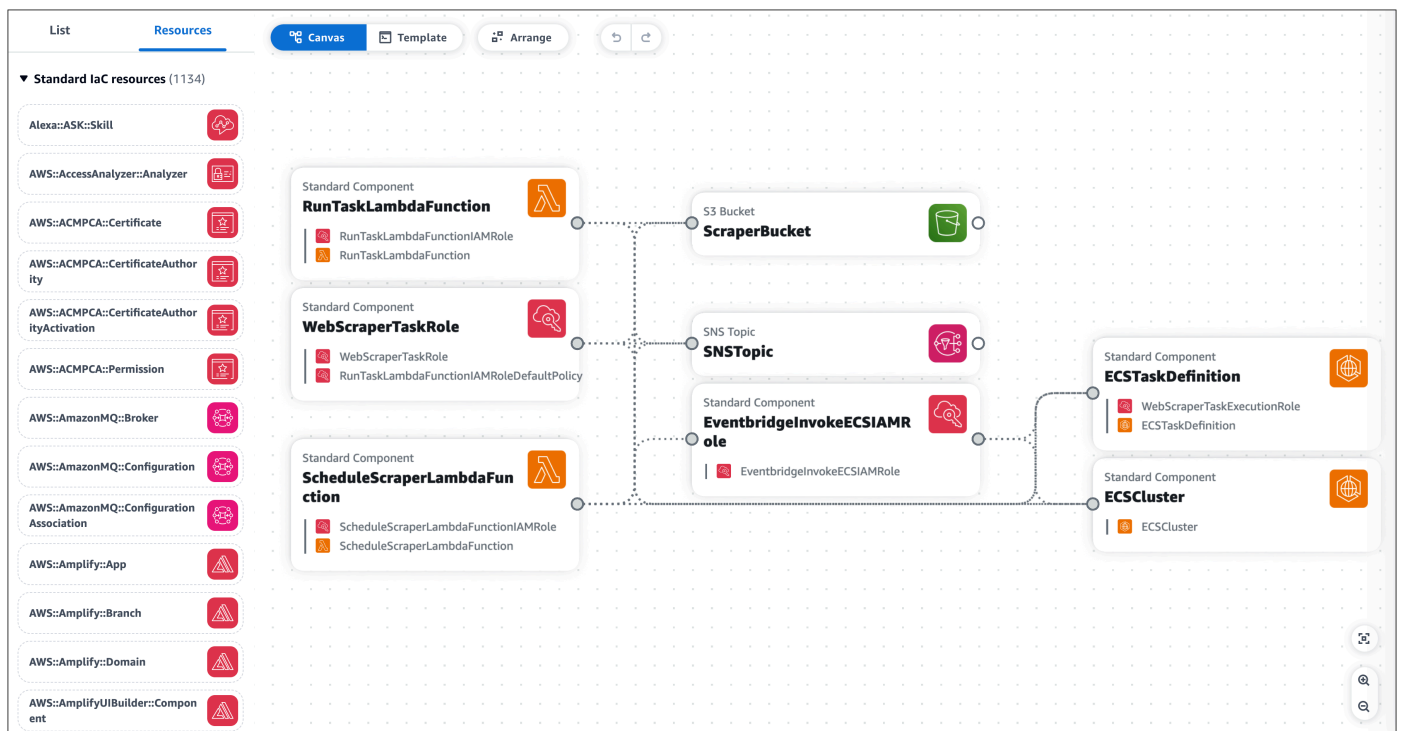 List
Resources
Canvas
Template
Arrange
Standard IaC resources (1134)
Alexa::ASK::Skill
AWS::AccessAnalyzer::Analyzer
AWS::ACMPCA::Certificate
AWS::ACMPCA::CertificateAuthor
ity
AWS::ACMPCA::CertificateAuthor
ityActivation
AWS::ACMPCA::Permission
AWS::AmazonMQ::Broker
AWS::AmazonMQ::Configuration
AWS::AmazonMQ::Configuration
Association
AWS::Amplify::App
AWS::Amplify::Branch
AWS::Amplify::Domain
AWS::AmplifyUIBuilder::Compon
ent
Standard Component
RunTaskLambdaFunction
RunTaskLambdaFunctionIAMRole
RunTaskLambdaFunction
Standard Component
WebScraperTaskRole
WebScraperTaskRole
RunTaskLambdaFunctionIAMRoleDefaultPolicy
Standard Component
ScheduleScraperLambdaFun
ction
ScheduleScraperLambdaFunctionIAMRole
ScheduleScraperLambdaFunction
S3 Bucket
ScraperBucket
SNS Topic
SNSTopic
Standard Component
EventbridgeInvokeECSIAMR
ole
EventbridgeInvokeECSIAMRole
Standard Component
ECSTaskDefinition
WebScraperTaskExecutionRole
ECSTaskDefinition
Standard Component
ECSCluster
ECSCluster